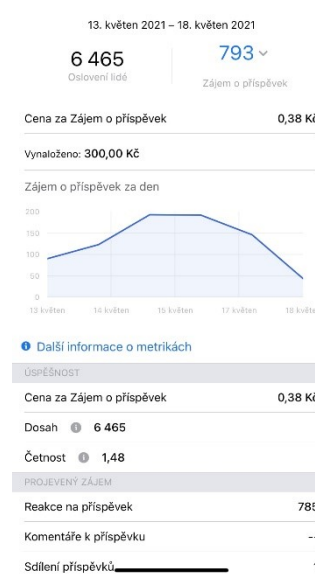 13. květen 2021 – 18. květen 2021
6 465
793
Oslovení lidé
Zájem o příspěvek
Cena za Zájem o příspěvek 0,38 Kč
Vynaloženo: 300,00 Kč
Zájem o příspěvek za den
200
150
100
50
0
13 květen 14 květen 15 květen 17 květen 18 květen
Další informace o metrikách
ÚSPĚŠNOST
Cena za Zájem o příspěvek 0,38 Kč
Dosah 6 465
Četnost 1,48
PROJEVENÝ ZÁJEM
Reakce na příspěvek 785
Komentáře k příspěvku --
Sdílení příspěvků